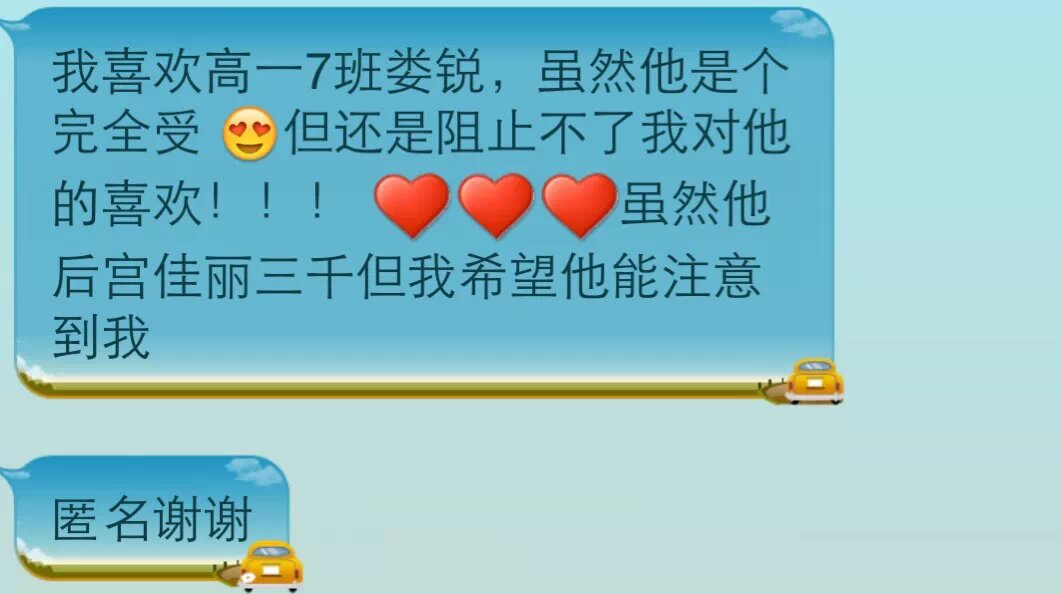 我喜欢高一7班娄锐，虽然他是个
完全受 😍但还是阻止不了我对他
的喜欢！！！ ❤❤❤虽然他
后宫佳丽三千但我希望他能注意
到我
匿名谢谢